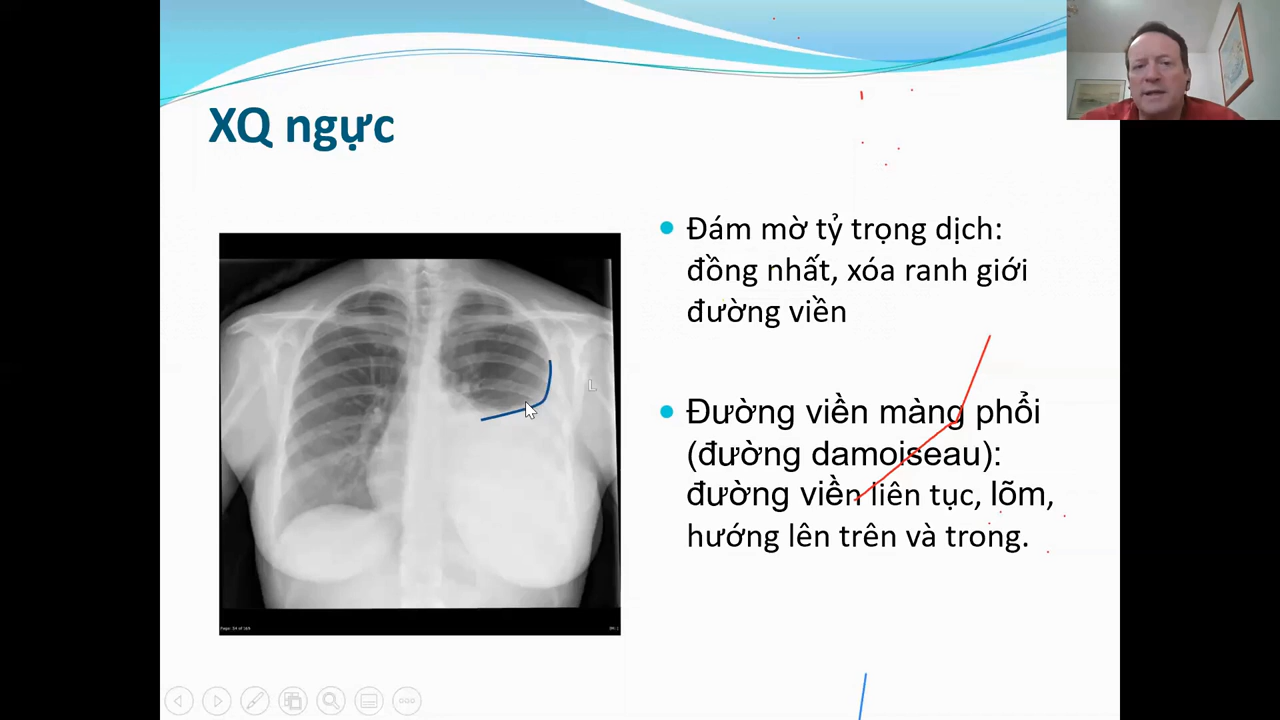 XQ ngực
Đám mờ tỷ trọng dịch:
đồng nhất, xóa ranh giới
đường viền
L
Đường viền màng phổi
(đường damoiseau):
đường viền liên tục, lõm,
hướng lên trên và trong.